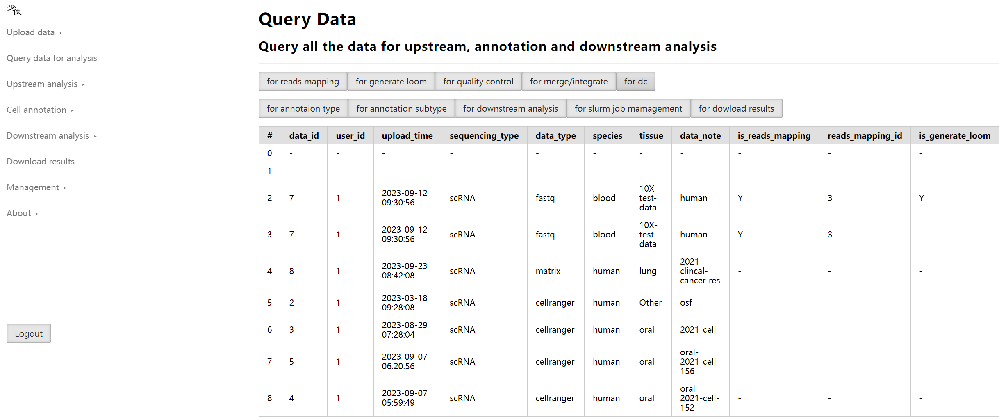 少侠
Upload data ▸
Query data for analysis
Upstream analysis ▸
Cell annotation ▸
Downstream analysis ▸
Download results
Management ▸
About ▸
Logout
Query Data
Query all the data for upstream, annotation and downstream analysis
for reads mapping for generate loom for quality control for merge/integrate for dc
for annotaion type for annotation subtype for downstream analysis for slurm job mamagement for dowload results
# data_id user_id upload_time sequencing_type data_type species tissue data_note is_reads_mapping reads_mapping_id is_generate_loom
0 - - - - - - - - - - -
1 - - - - - - - - - - -
2 7 1 2023-09-12 09:30:56 scRNA fastq blood 10X-test-data human Y 3 Y
3 7 1 2023-09-12 09:30:56 scRNA fastq blood 10X-test-data human Y 3 -
4 8 1 2023-09-23 08:42:08 scRNA matrix human lung 2021-clincal-cancer-res - - -
5 2 1 2023-03-18 09:28:08 scRNA cellranger human Other osf - - -
6 3 1 2023-08-29 07:28:04 scRNA cellranger human oral 2021-cell - - -
7 5 1 2023-09-07 06:20:56 scRNA cellranger human oral oral-2021-cell-156 - - -
8 4 1 2023-09-07 05:59:49 scRNA cellranger human oral oral-2021-cell-152 - - -